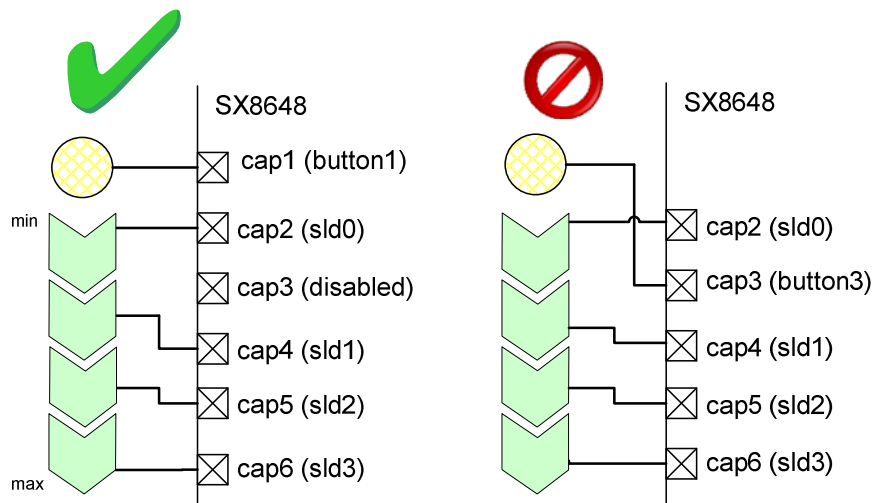 SX8648
cap1 (button1)
min
cap2 (sld0)
cap3 (disabled)
cap4 (sld1)
cap5 (sld2)
cap6 (sld3)
max
SX8648
cap2 (sld0)
cap3 (button3)
cap4 (sld1)
cap5 (sld2)
cap6 (sld3)